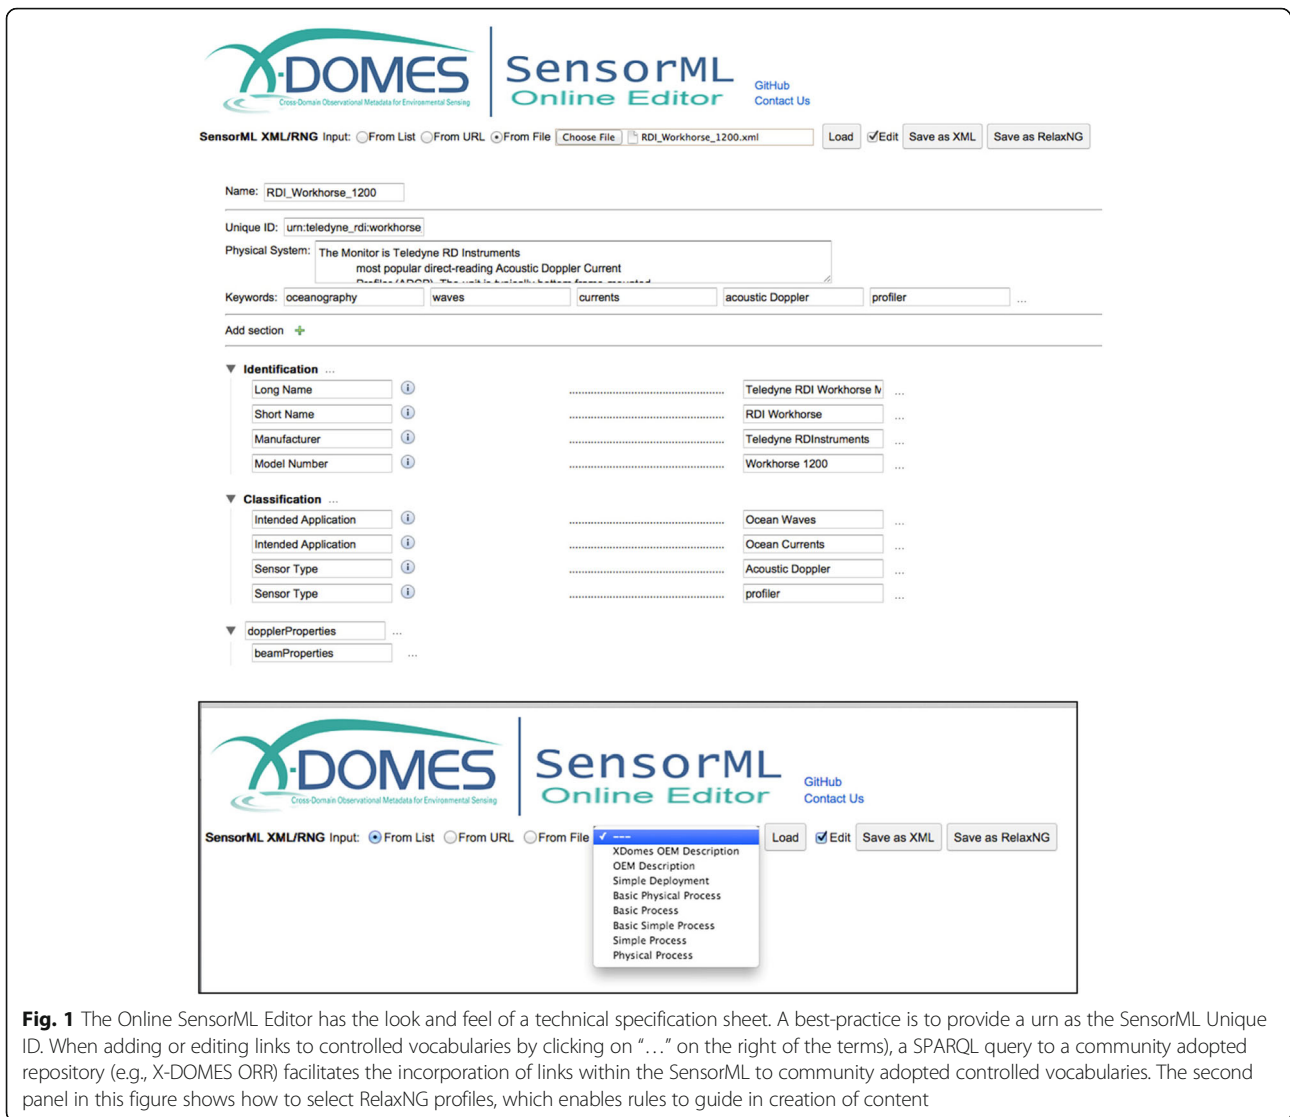 X-DOMES
Cross-Domain Observational Metadata for Environmental Sensing
SensorML
Online Editor
GitHub
Contact Us
SensorML XML/RNG Input: From List From URL From File Choose File RDI_Workhorse_1200.xml Load Edit Save as XML Save as RelaxNG
Name: RDI_Workhorse_1200
Unique ID: urn:teledyne_rdi:workhorse
Physical System: The Monitor is Teledyne RD Instruments
most popular direct-reading Acoustic Doppler Current
Profiler (ADCP). The unit is typically bottom frame-mounted
Keywords: oceanography waves currents acoustic Doppler profiler ...
Add section
Identification ...
Long Name Teledyne RDI Workhorse M ...
Short Name RDI Workhorse ...
Manufacturer Teledyne RDInstruments ...
Model Number Workhorse 1200 ...
Classification ...
Intended Application Ocean Waves ...
Intended Application Ocean Currents ...
Sensor Type Acoustic Doppler ...
Sensor Type profiler ...
dopplerProperties ...
beamProperties ...
X-DOMES
Cross-Domain Observational Metadata for Environmental Sensing
SensorML
Online Editor
GitHub
Contact Us
SensorML XML/RNG Input: From List From URL From File --- Load Edit Save as XML Save as RelaxNG
XDomes OEM Description
OEM Description
Simple Deployment
Basic Physical Process
Basic Process
Basic Simple Process
Simple Process
Physical Process
Fig. 1 The Online SensorML Editor has the look and feel of a technical specification sheet. A best-practice is to provide a urn as the SensorML Unique
ID. When adding or editing links to controlled vocabularies by clicking on “…” on the right of the terms), a SPARQL query to a community adopted
repository (e.g., X-DOMES ORR) facilitates the incorporation of links within the SensorML to community adopted controlled vocabularies. The second
panel in this figure shows how to select RelaxNG profiles, which enables rules to guide in creation of content